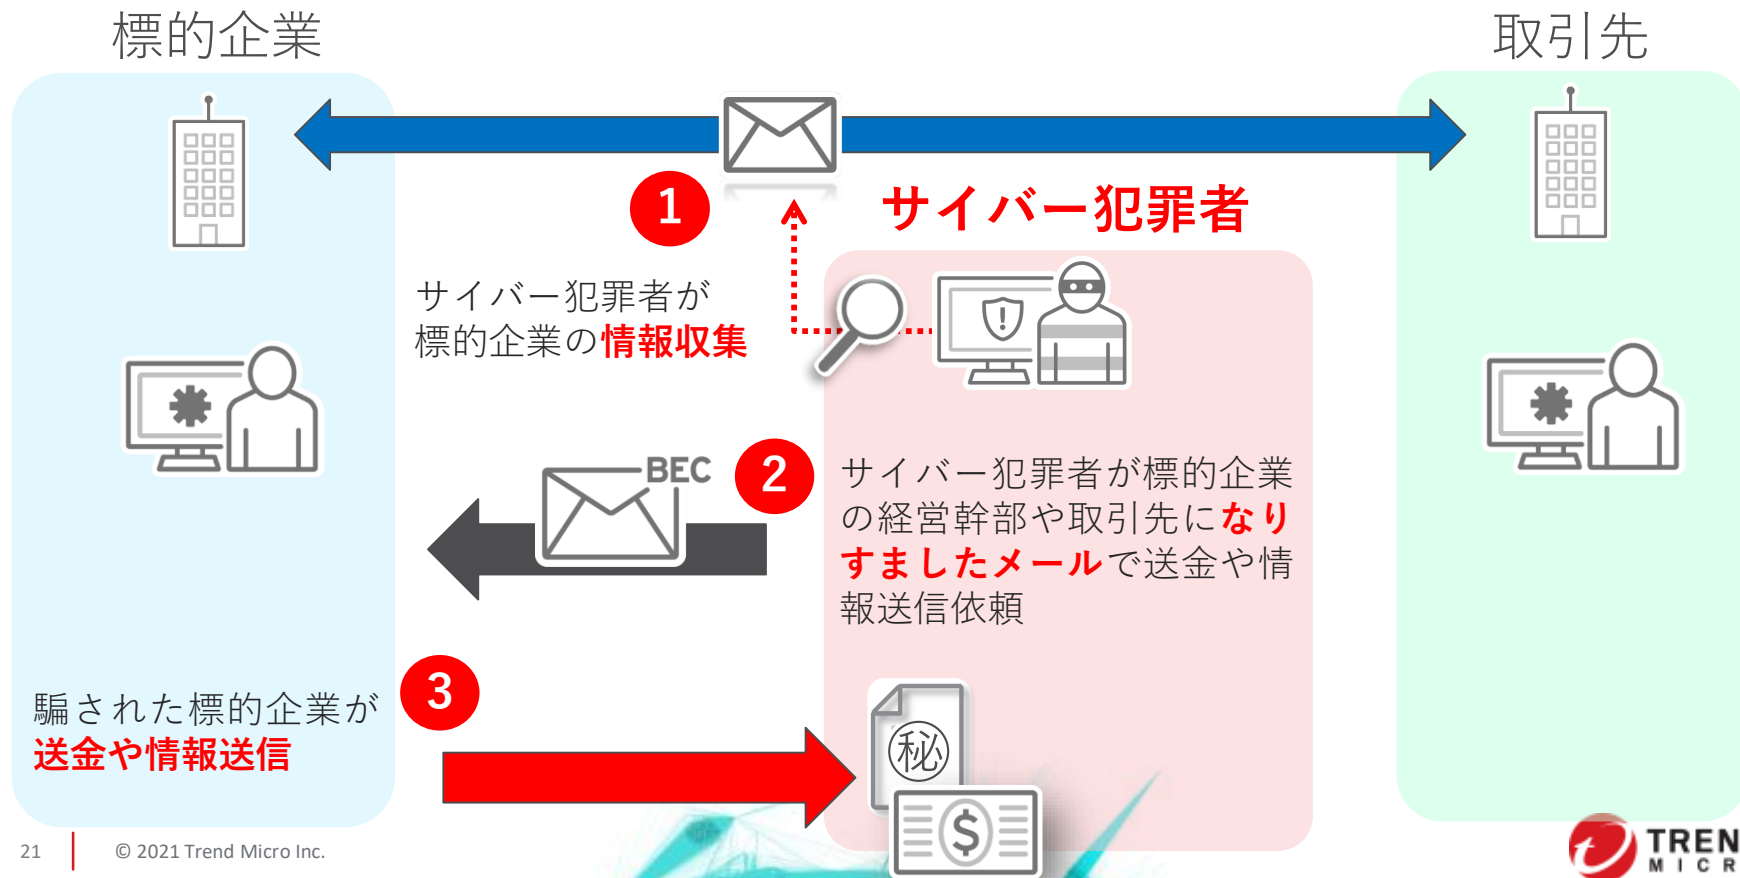 標的企業
取引先
1
サイバー犯罪者
サイバー犯罪者が
標的企業の情報収集
BEC
2
サイバー犯罪者が標的企業
の経営幹部や取引先になり
すましたメールで送金や情
報送信依頼
3
騙された標的企業が
送金や情報送信
秘
$
21
© 2021 Trend Micro Inc.
TREN
MICR